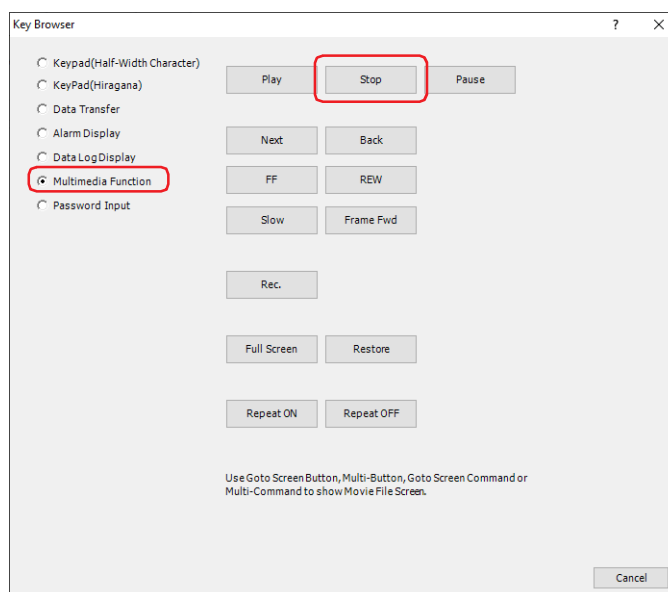 Key Browser
? ×
Keypad(Half-Width Character)
KeyPad(Hiragana)
Data Transfer
Alarm Display
Data Log Display
Multimedia Function
Password Input
Play Stop Pause
Next Back
FF REW
Slow Frame Fwd
Rec.
Full Screen Restore
Repeat ON Repeat OFF
Use Goto Screen Button, Multi-Button, Goto Screen Command or
Multi-Command to show Movie File Screen.
Cancel